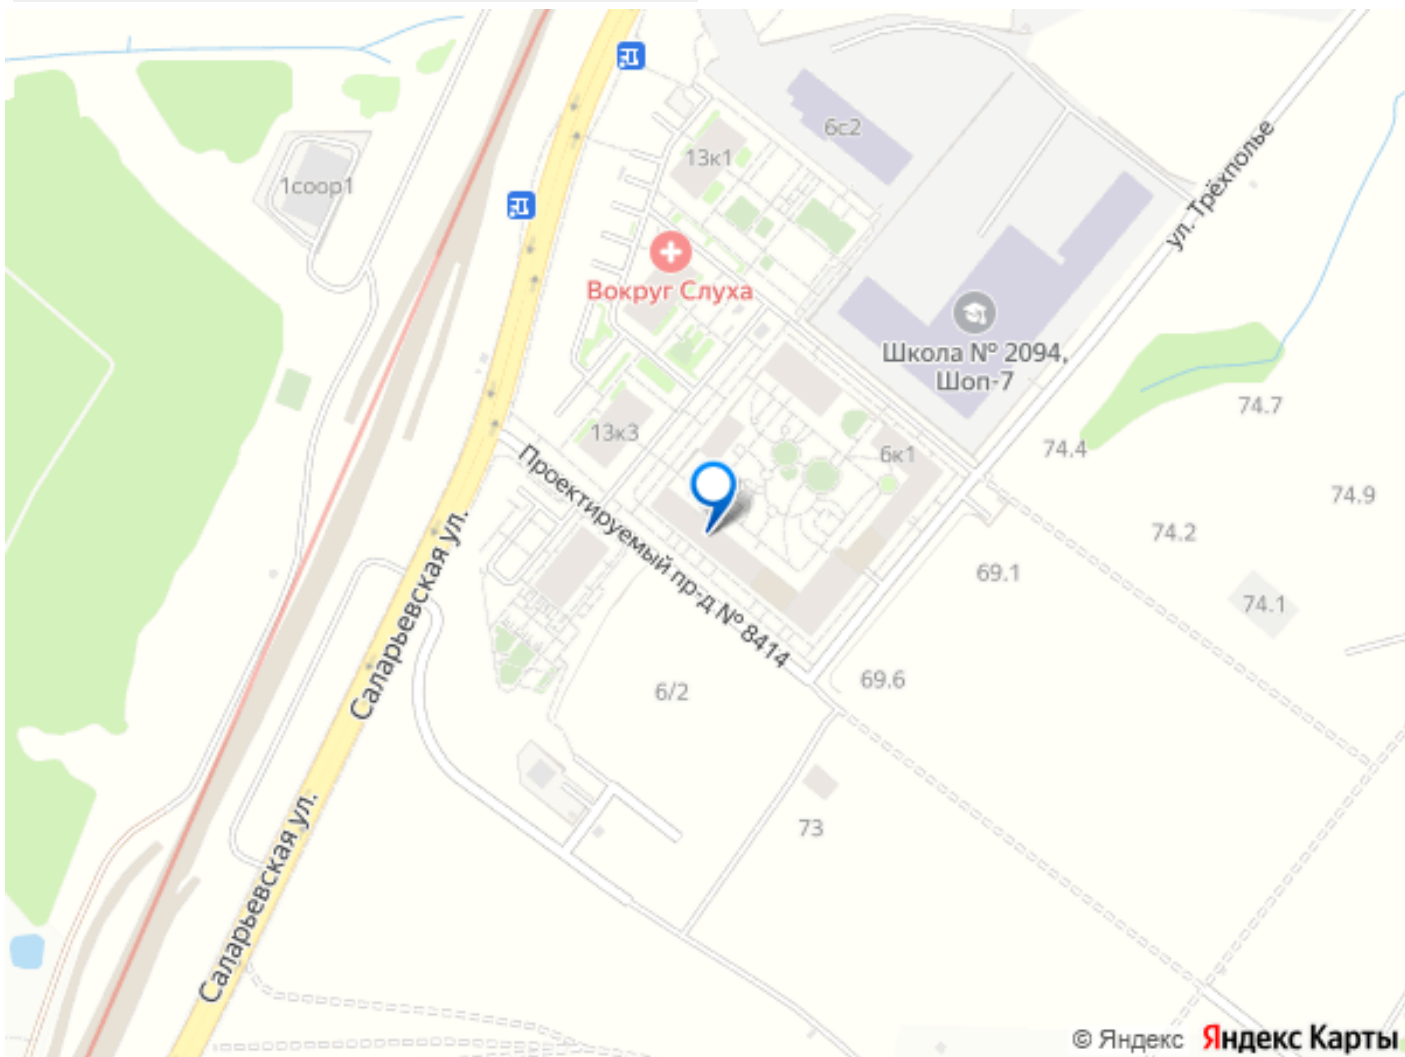 6с2
13к1
1соор1
ул. Трёхполье
Вокруг Слуха
Школа № 2094,
Шоп-7
74.7
13к3
6к1
74.4
Проектируемый пр-д № 8414
74.9
74.2
Саларьевская ул.
69.1
74.1
69.6
6/2
73
Саларьевская ул.
© Яндекс Яндекс Карты